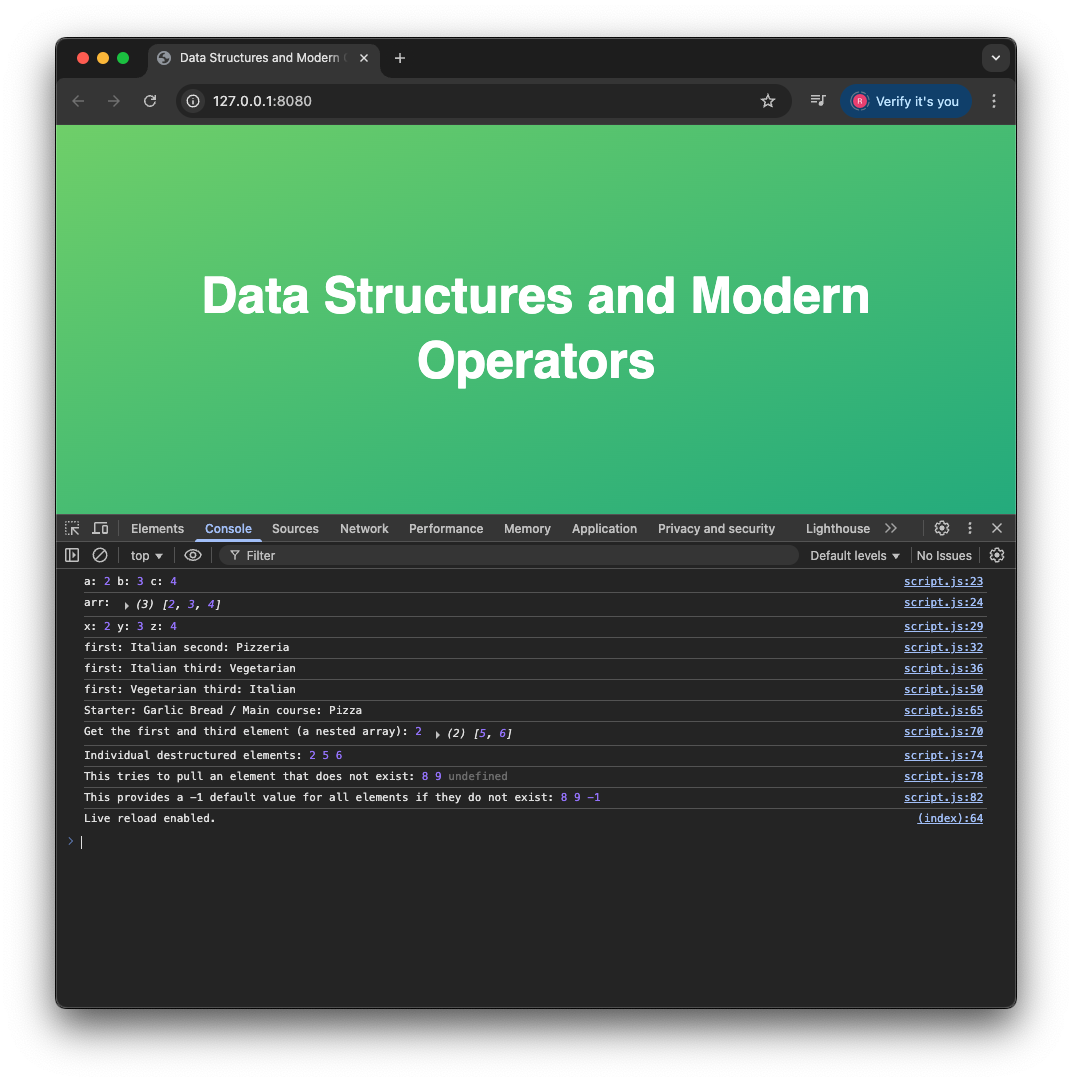 Data Structures and Modern
127.0.0.1:8080
R
Verify it's you
Data Structures and Modern
Operators
Elements Console Sources Network Performance Memory Application Privacy and security Lighthouse
top Filter Default levels No Issues
a: 2 b: 3 c: 4 script.js:23
arr: (3) [2, 3, 4] script.js:24
x: 2 y: 3 z: 4 script.js:29
first: Italian second: Pizzeria script.js:32
first: Italian third: Vegetarian script.js:36
first: Vegetarian third: Italian script.js:50
Starter: Garlic Bread / Main course: Pizza script.js:65
Get the first and third element (a nested array): 2 (2) [5, 6] script.js:70
Individual destructured elements: 2 5 6 script.js:74
This tries to pull an element that does not exist: 8 9 undefined script.js:78
This provides a -1 default value for all elements if they do not exist: 8 9 -1 script.js:82
Live reload enabled. (index):64